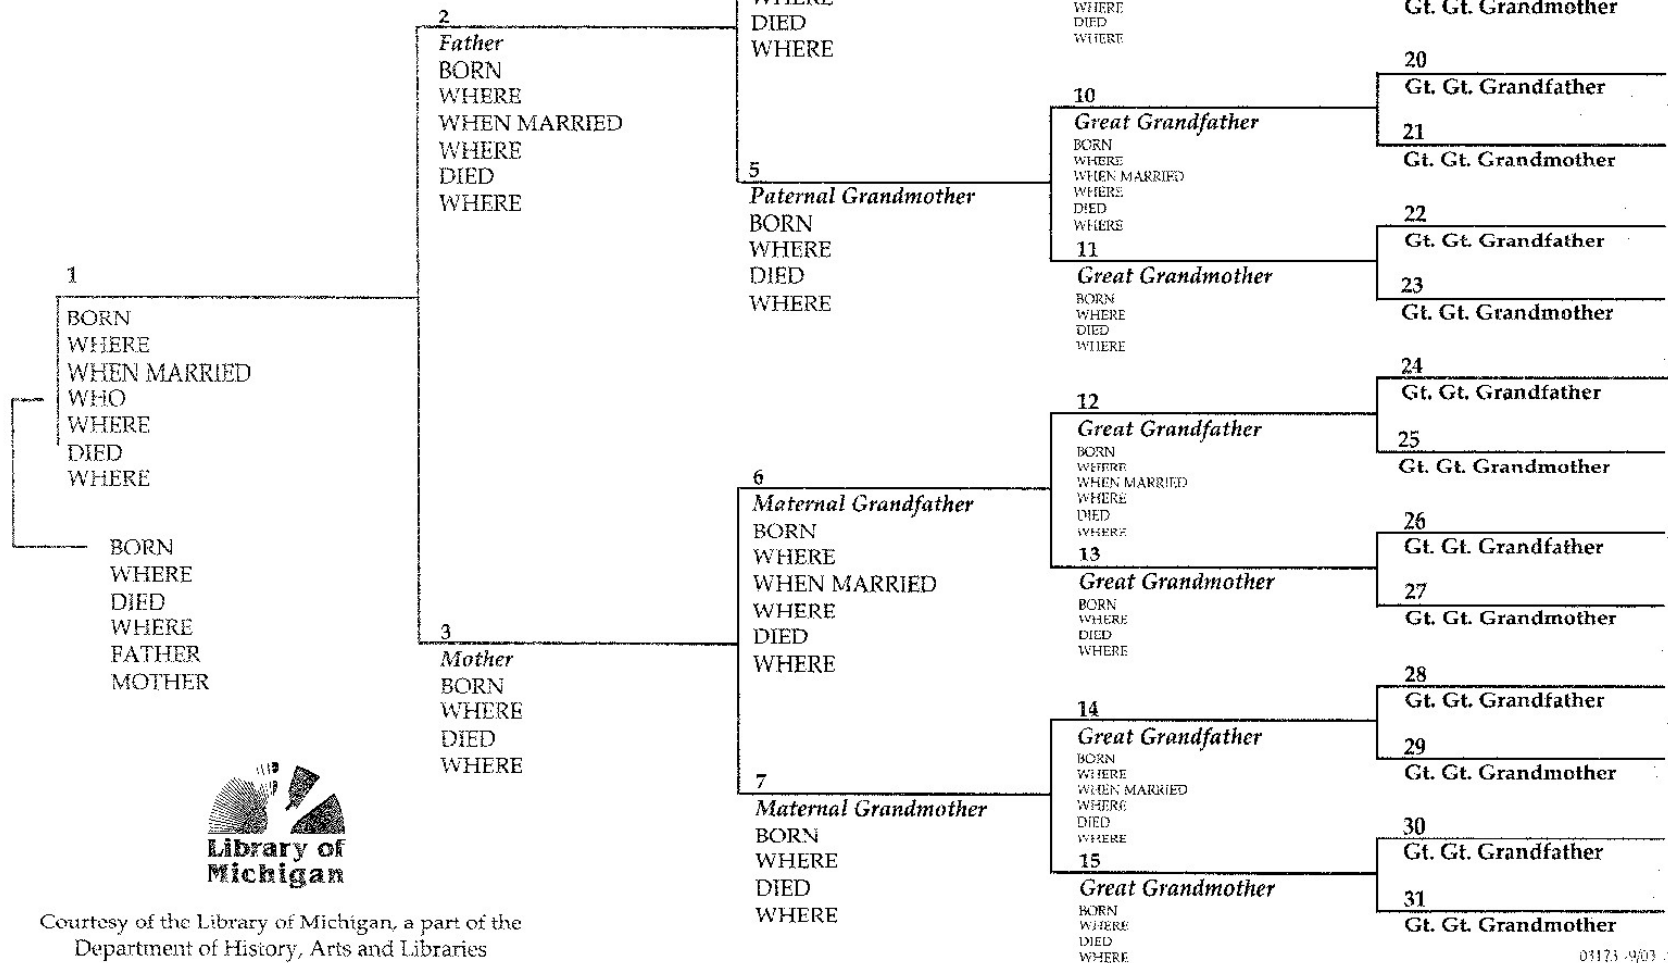 WHERE
DIED
WHERE
WHERE
DIED
WHERE
Gt. Gt. Grandmother
2
Father
BORN
WHERE
WHEN MARRIED
WHERE
DIED
WHERE
5
Paternal Grandmother
BORN
WHERE
DIED
WHERE
10
Great Grandfather
BORN
WHERE
WHEN MARRIED
WHERE
DIED
WHERE
11
Great Grandmother
BORN
WHERE
DIED
WHERE
20
Gt. Gt. Grandfather
21
Gt. Gt. Grandmother
22
Gt. Gt. Grandfather
23
Gt. Gt. Grandmother
1
BORN
WHERE
WHEN MARRIED
WHO
WHERE
DIED
WHERE
BORN
WHERE
DIED
WHERE
FATHER
MOTHER
3
Mother
BORN
WHERE
DIED
WHERE
6
Maternal Grandfather
BORN
WHERE
WHEN MARRIED
WHERE
DIED
WHERE
7
Maternal Grandmother
BORN
WHERE
DIED
WHERE
12
Great Grandfather
BORN
WHERE
WHEN MARRIED
WHERE
DIED
WHERE
13
Great Grandmother
BORN
WHERE
DIED
WHERE
14
Great Grandfather
BORN
WHERE
WHEN MARRIED
WHERE
DIED
WHERE
15
Great Grandmother
BORN
WHERE
DIED
WHERE
24
Gt. Gt. Grandfather
25
Gt. Gt. Grandmother
26
Gt. Gt. Grandfather
27
Gt. Gt. Grandmother
28
Gt. Gt. Grandfather
29
Gt. Gt. Grandmother
30
Gt. Gt. Grandfather
31
Gt. Gt. Grandmother
Library of
Michigan
Courtesy of the Library of Michigan, a part of the
Department of History, Arts and Libraries
03173 -9/03